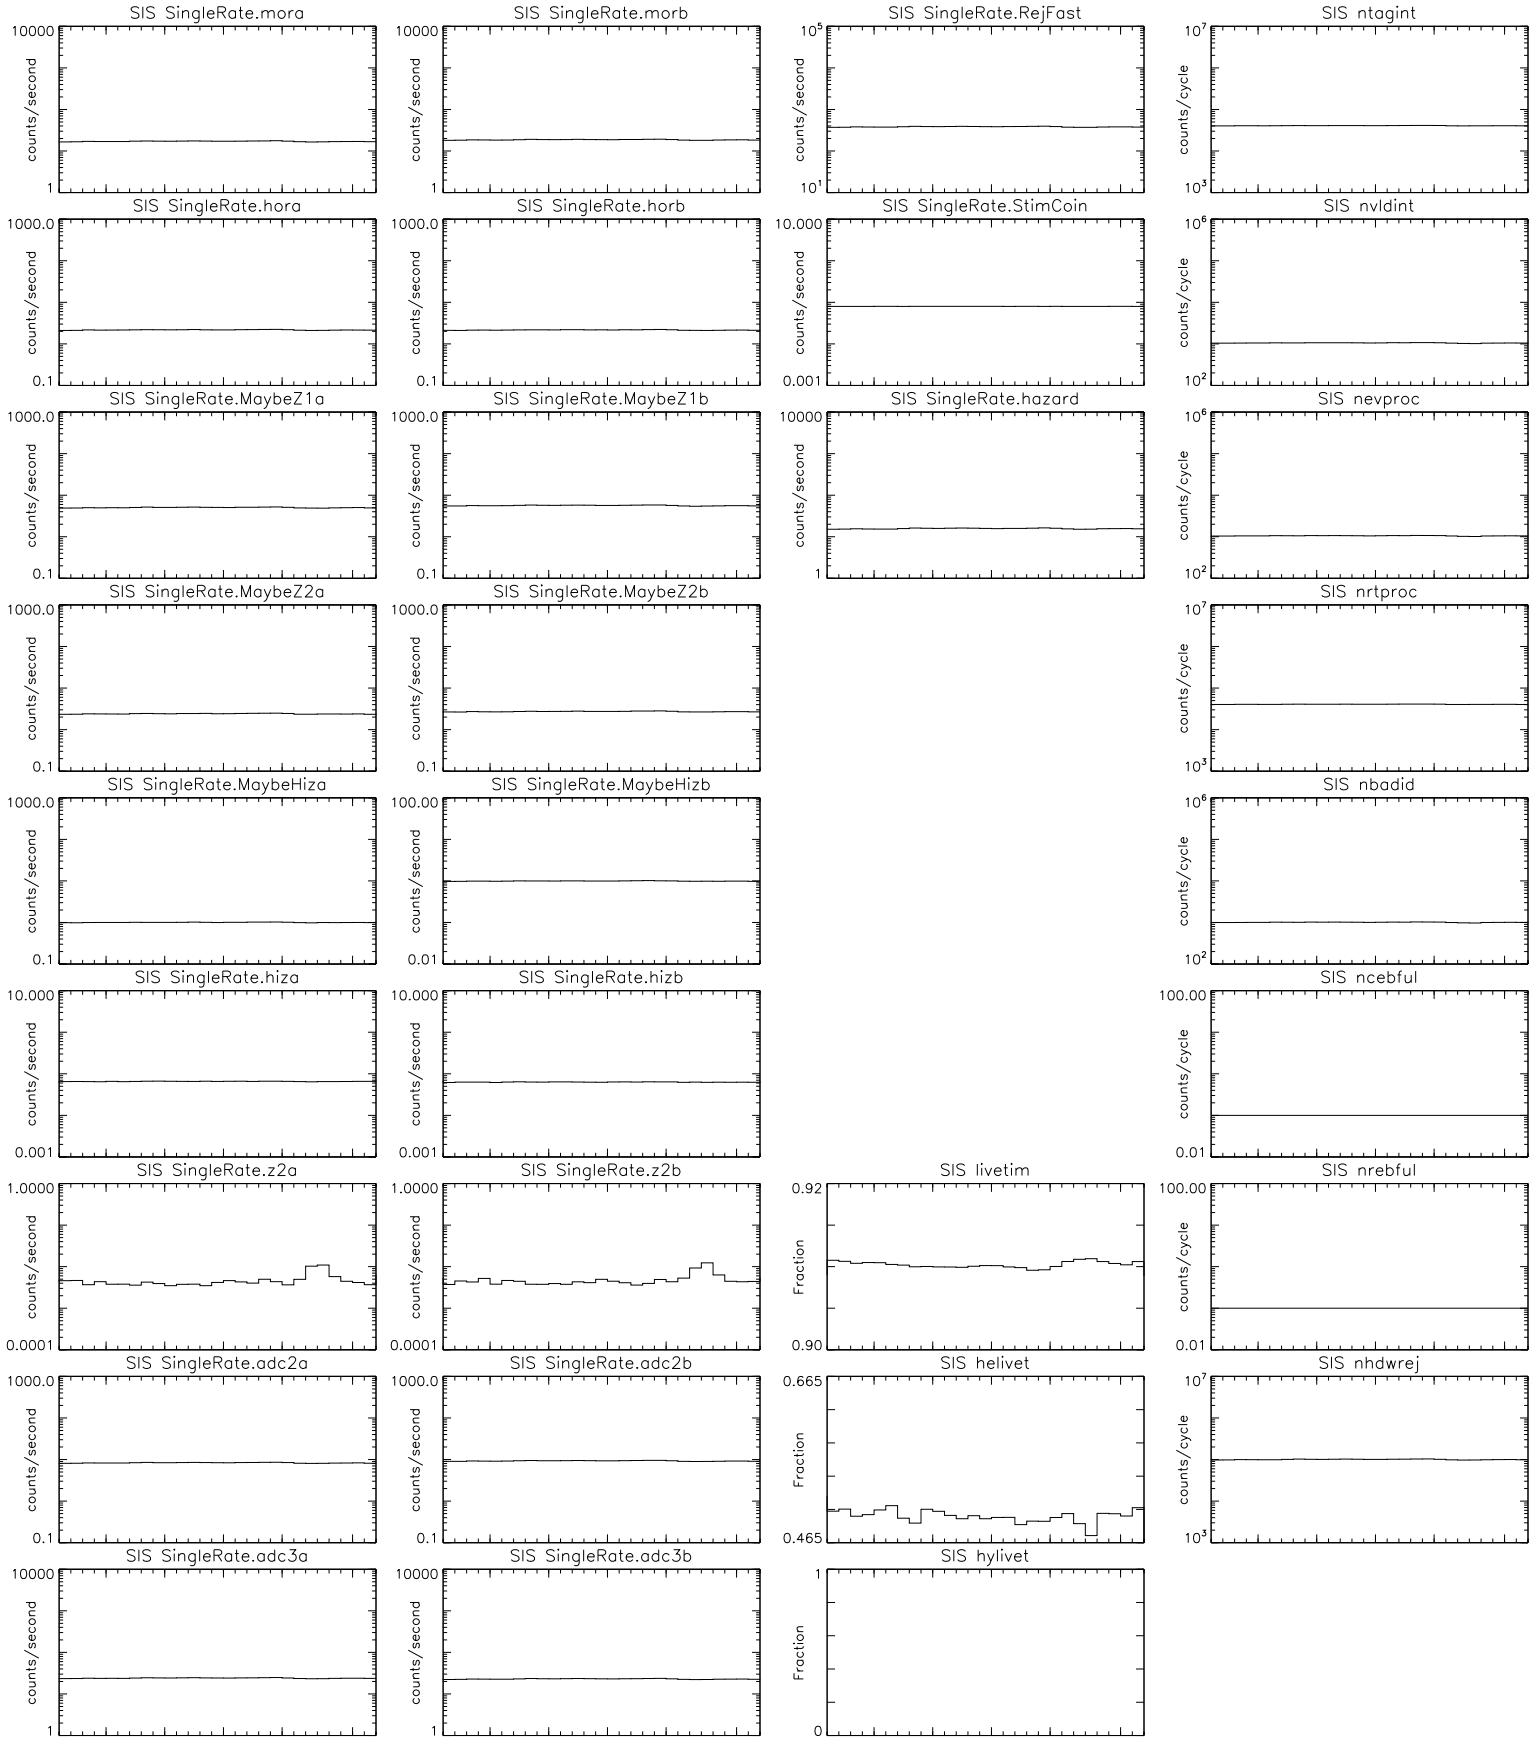 SIS SingleRate.mora
10000
counts/second
1
SIS SingleRate.morb
10000
counts/second
1
SIS SingleRate.RejFast
10^5
counts/second
10^1
SIS ntagint
10^7
counts/cycle
10^3
SIS SingleRate.hora
1000.0
counts/second
0.1
SIS SingleRate.horb
1000.0
counts/second
0.1
SIS SingleRate.StimCoin
10.000
counts/second
0.001
SIS nvldint
10^6
counts/cycle
10^2
SIS SingleRate.MaybeZ1a
1000.0
counts/second
0.1
SIS SingleRate.MaybeZ1b
1000.0
counts/second
0.1
SIS SingleRate.hazard
10000
counts/second
1
SIS nevproc
10^6
counts/cycle
10^2
SIS SingleRate.MaybeZ2a
1000.0
counts/second
0.1
SIS SingleRate.MaybeZ2b
1000.0
counts/second
0.1
SIS nrtproc
10^7
counts/cycle
10^3
SIS SingleRate.MaybeHiza
1000.0
counts/second
0.1
SIS SingleRate.MaybeHizb
100.00
counts/second
0.01
SIS nbadid
10^6
counts/cycle
10^2
SIS SingleRate.hiza
10.000
counts/second
0.001
SIS SingleRate.hizb
10.000
counts/second
0.001
SIS ncebful
100.00
counts/cycle
0.01
SIS SingleRate.z2a
1.0000
counts/second
0.0001
SIS SingleRate.z2b
1.0000
counts/second
0.0001
SIS livetim
0.92
Fraction
0.90
SIS nrebful
100.00
counts/cycle
0.01
SIS SingleRate.adc2a
1000.0
counts/second
0.1
SIS SingleRate.adc2b
1000.0
counts/second
0.1
SIS helivet
0.665
Fraction
0.465
SIS nhdwrej
10^7
counts/cycle
10^3
SIS SingleRate.adc3a
10000
counts/second
1
SIS SingleRate.adc3b
10000
counts/second
1
SIS hylivet
1
Fraction
0